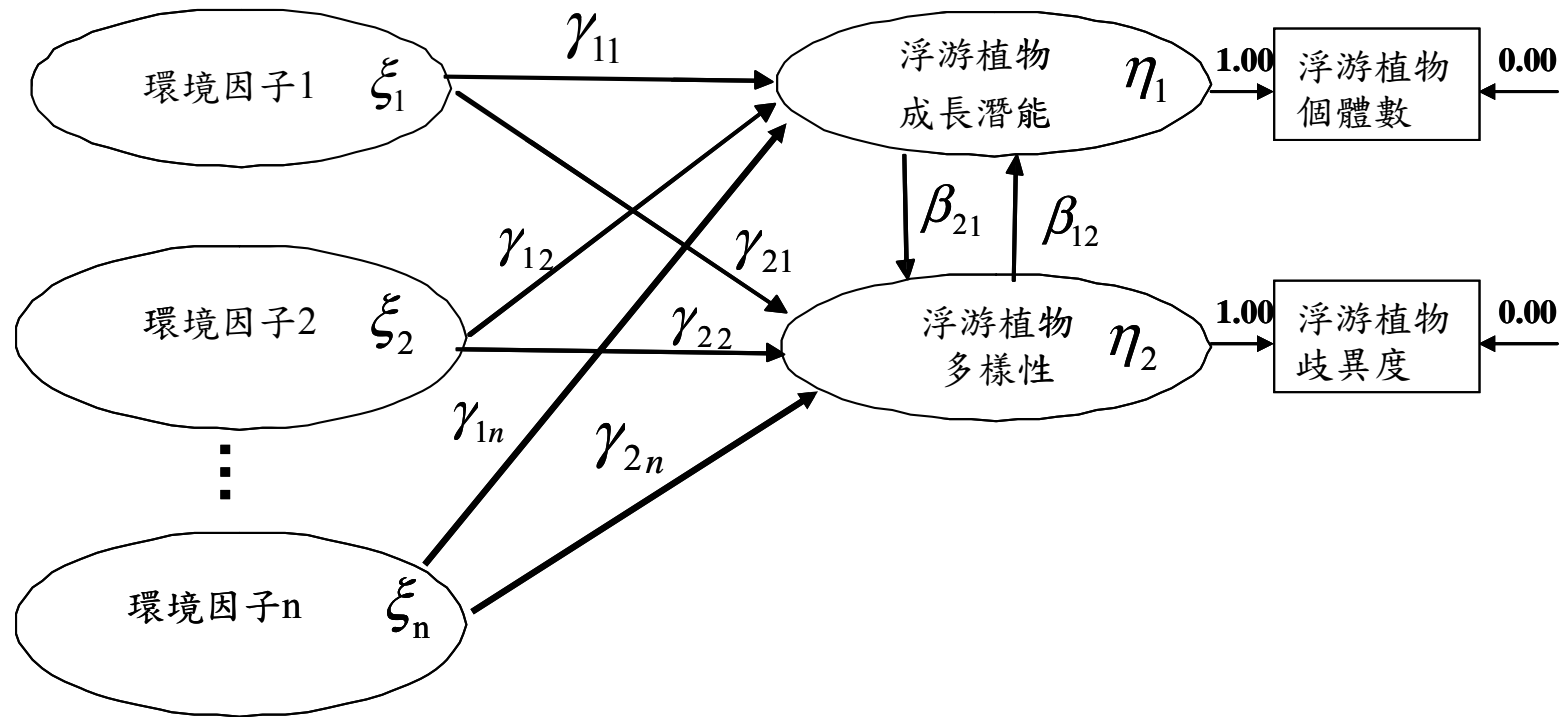 γ₁₁
環境因子1 ξ₁
浮游植物
成長潛能 η₁
1.00
浮游植物
個體數
0.00
β₂₁
β₁₂
γ₁₂
γ₂₁
環境因子2 ξ₂
γ₂₂
浮游植物
多樣性 η₂
1.00
浮游植物
歧異度
0.00
γ₁ₙ
γ₂ₙ
環境因子n ξₙ